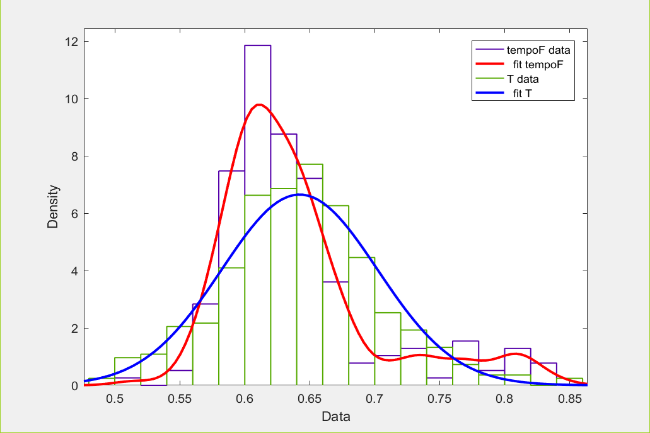 12
10
8
6
4
2
0
Density
0.5 0.55 0.6 0.65 0.7 0.75 0.8 0.85
Data
tempoF data
fit tempoF
T data
fit T